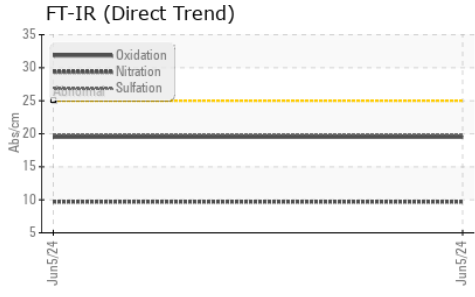 FT-IR (Direct Trend)
35
30
25
20
15
10
5
Abs/cm
Oxidation
Nitration
Sulfation
Abnormal
Jun5/24
Jun5/24